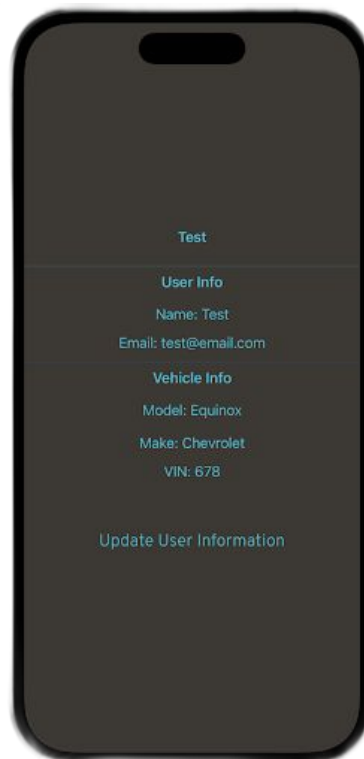 Test
User Info
Name: Test
Email: test@email.com
Vehicle Info
Model: Equinox
Make: Chevrolet
VIN: 678
Update User Information